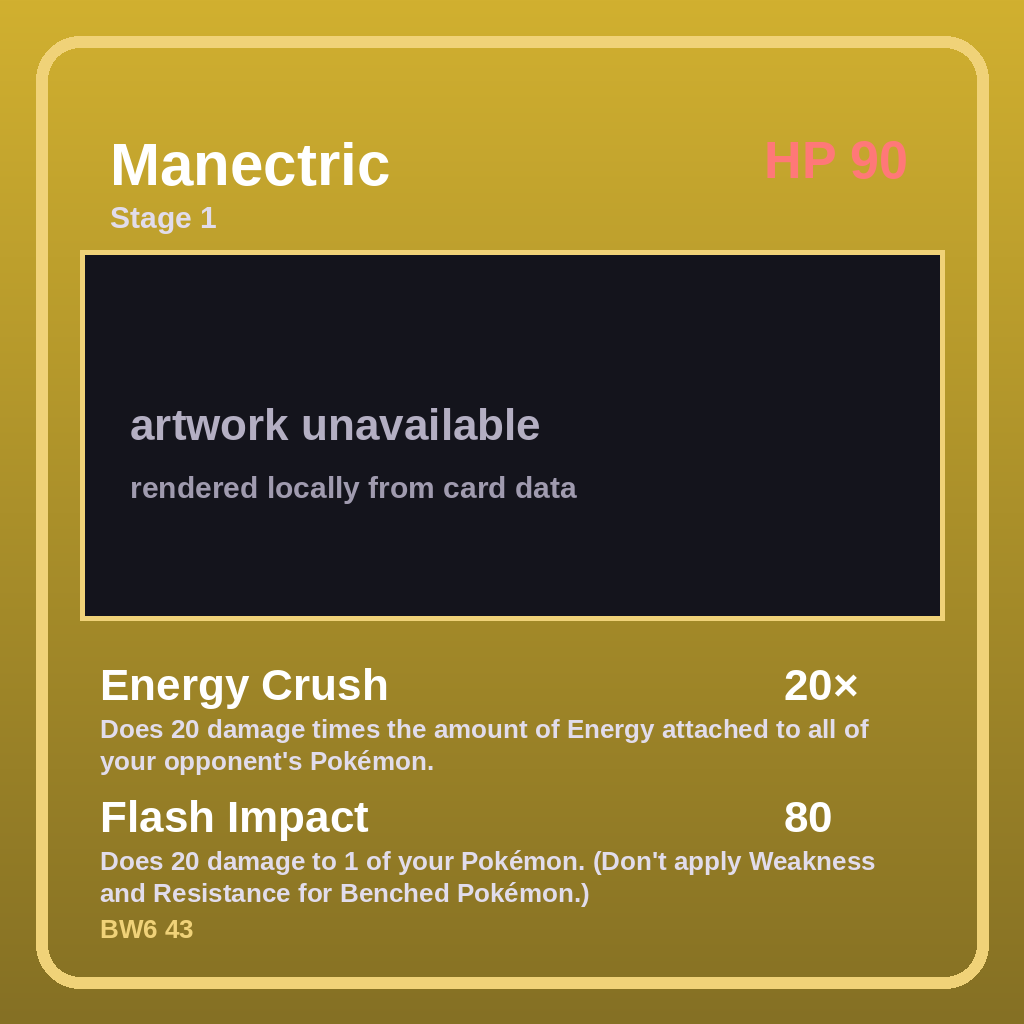 Manectric
HP 90
Stage 1
artwork unavailable
rendered locally from card data
Energy Crush 20×
Does 20 damage times the amount of Energy attached to all of
your opponent's Pokémon.
Flash Impact 80
Does 20 damage to 1 of your Pokémon. (Don't apply Weakness
and Resistance for Benched Pokémon.)
BW6 43